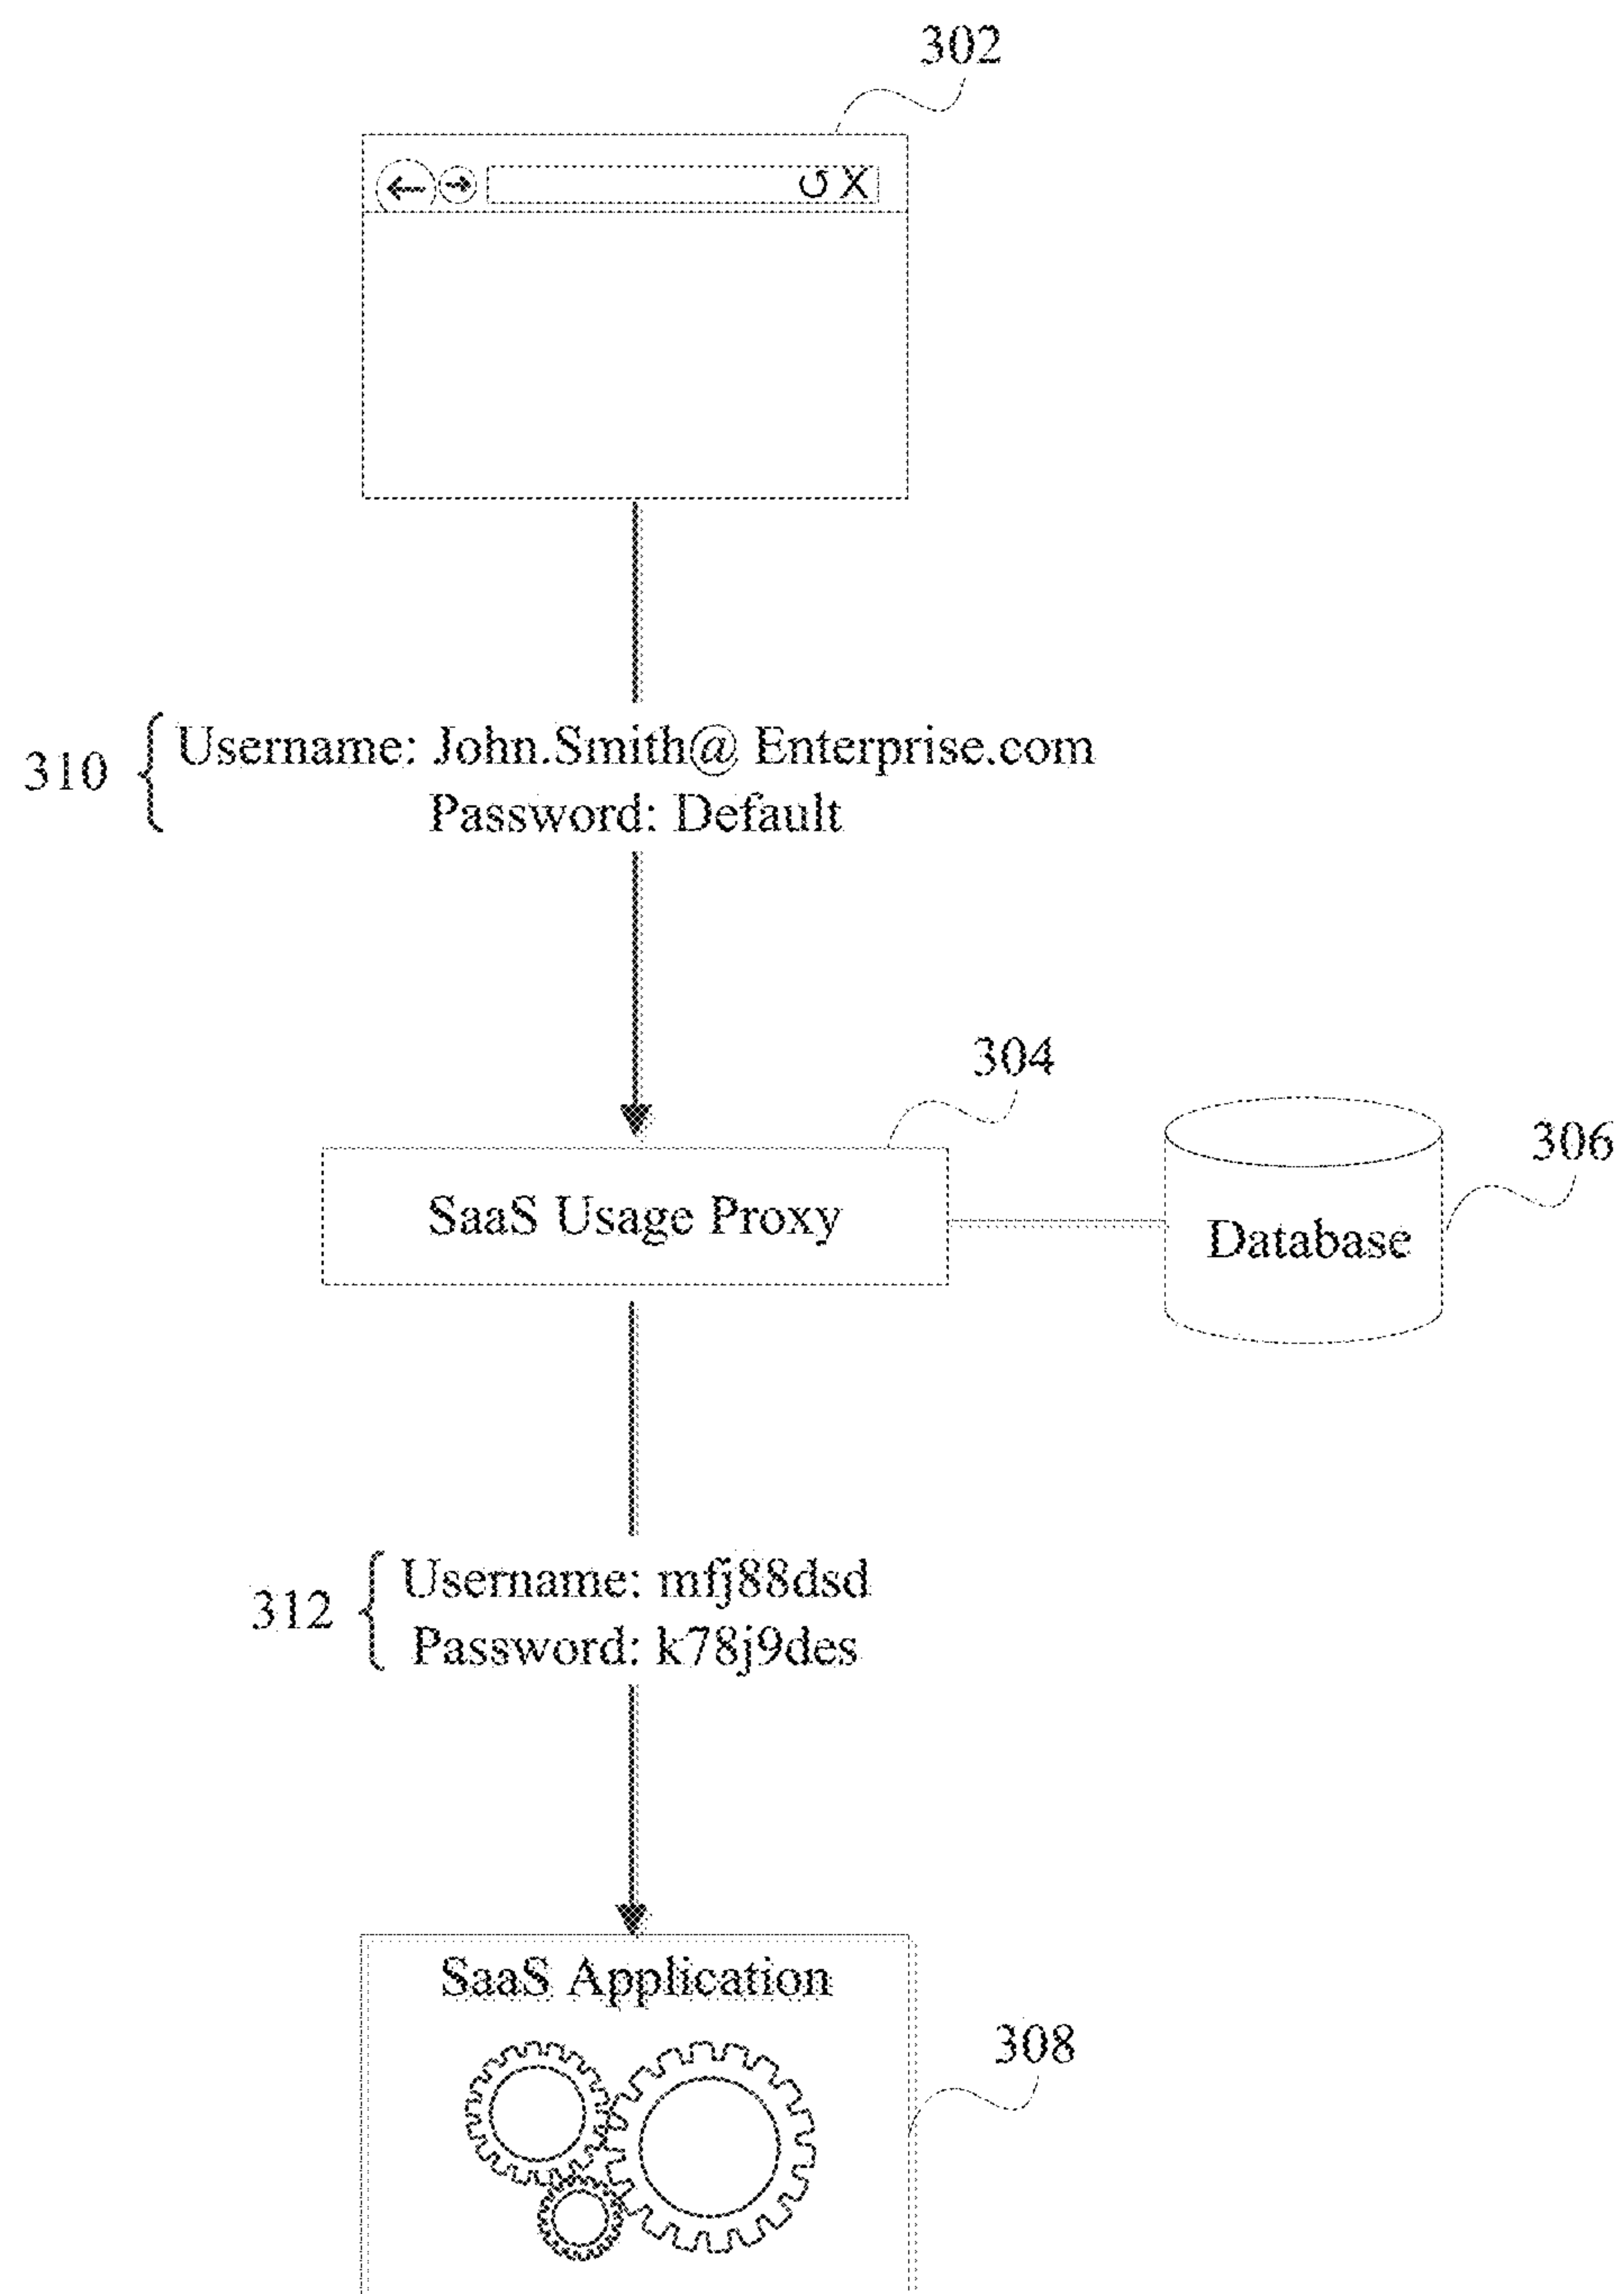 302
310
Username: John.Smith@ Enterprise.com
Password: Default
304
SaaS Usage Proxy
306
Database
312
Username: mfj88dsd
Password: k78j9des
SaaS Application
308